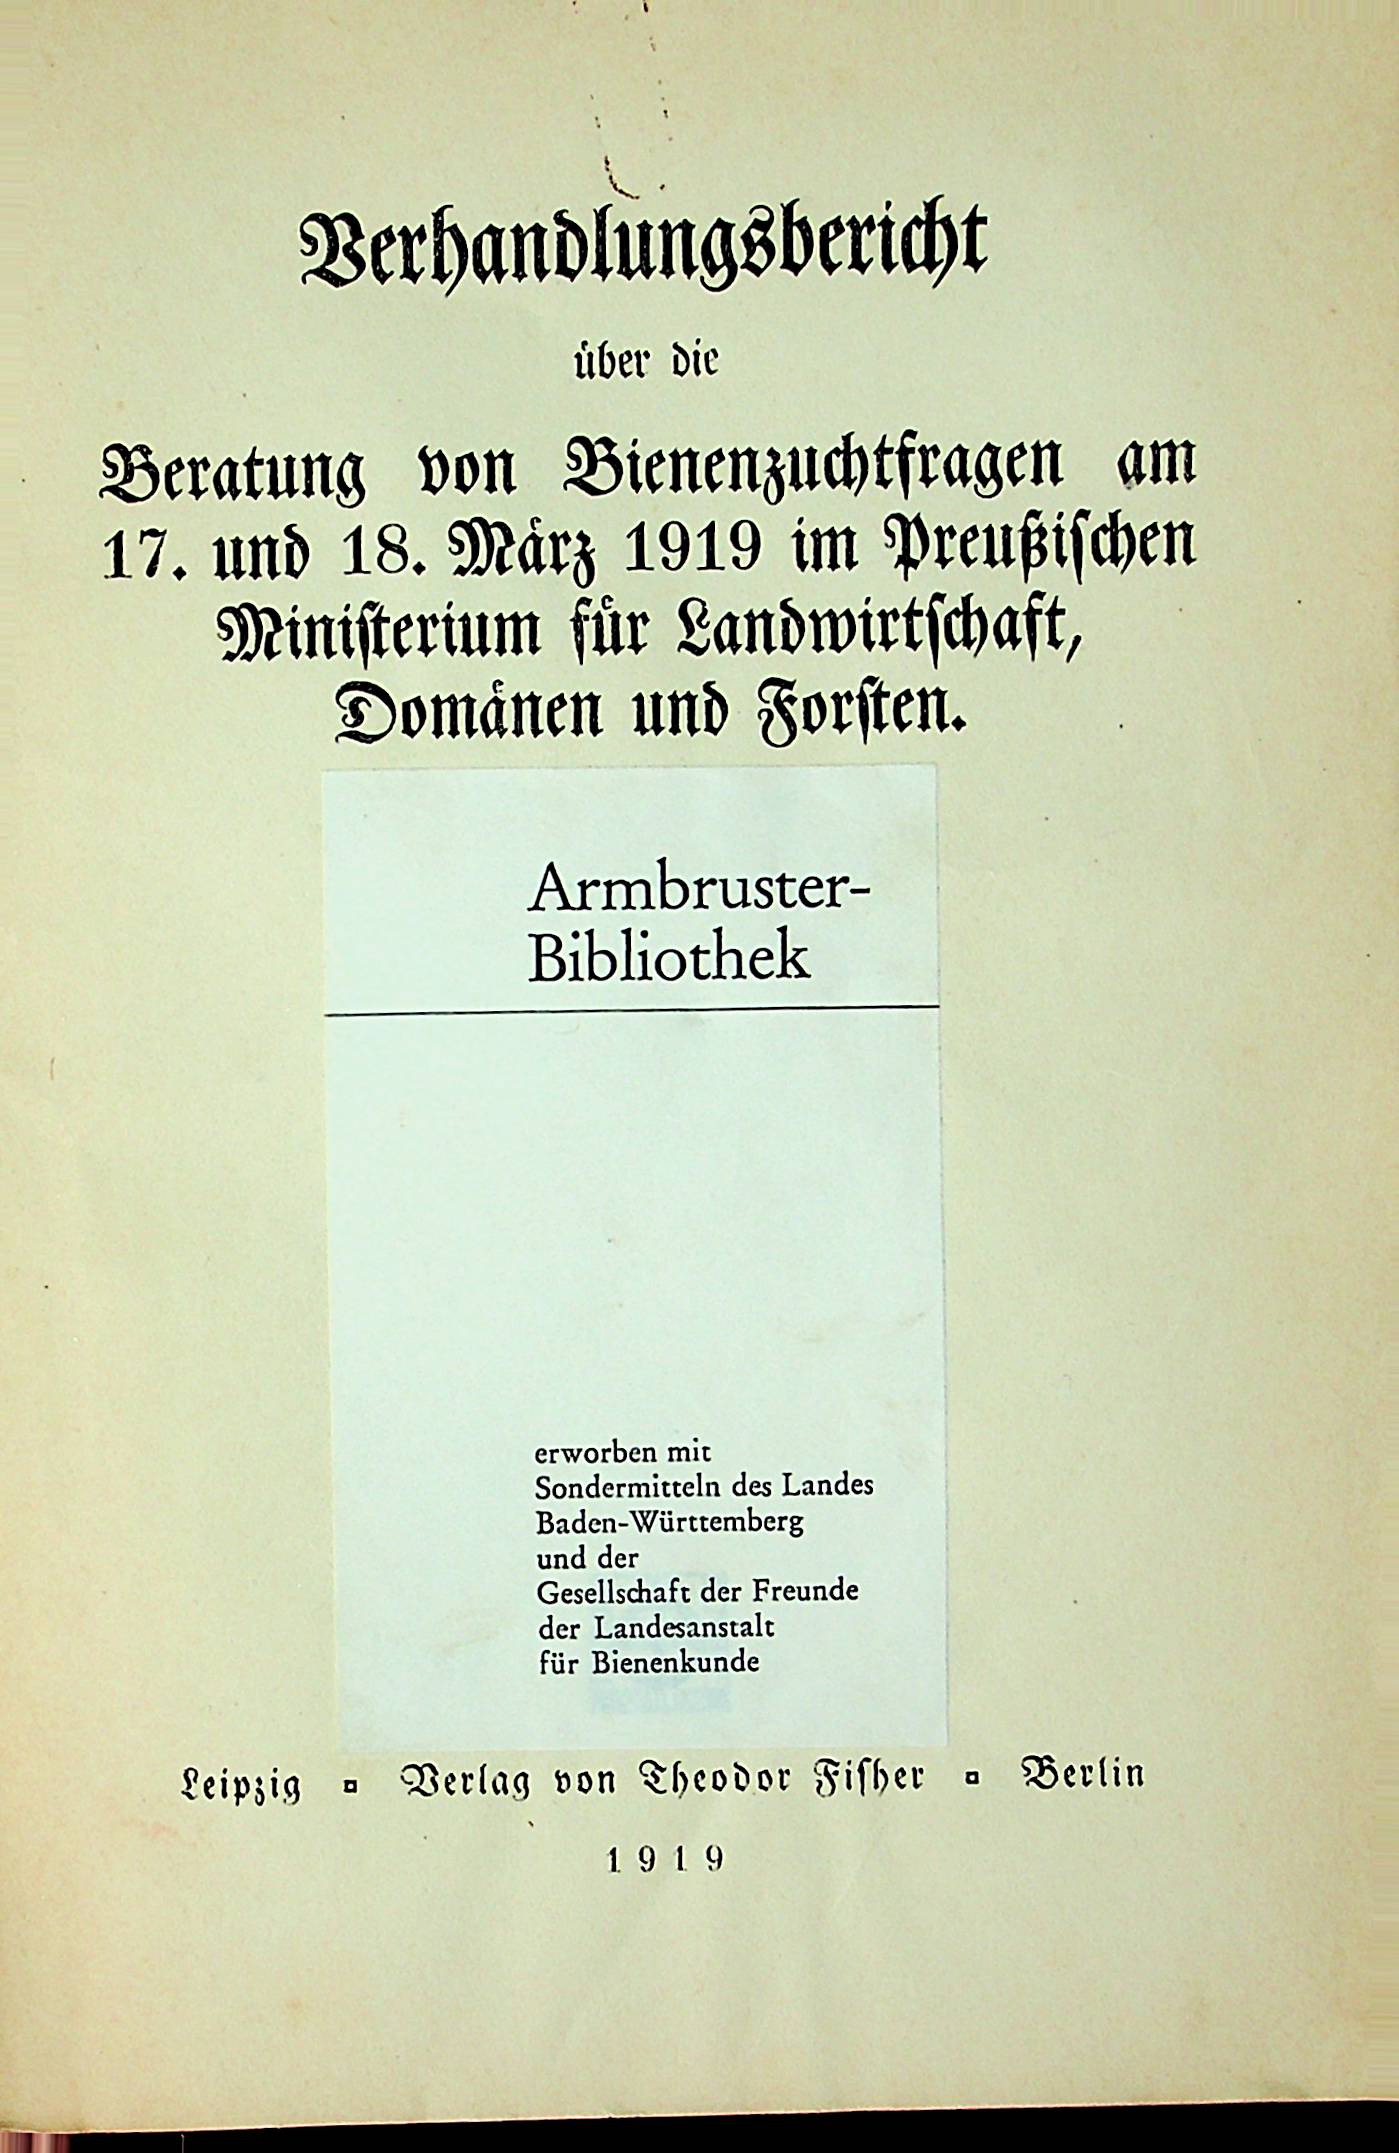 Verhandlungsbericht
über die
Beratung von Bienenzuchtfragen am
17. und 18. März 1919 im Preußischen
Ministerium für Landwirtschaft,
Domänen und Forsten.
Armbruster-
Bibliothek
erworben mit
Sondermitteln des Landes
Baden-Württemberg
und der
Gesellschaft der Freunde
der Landesanstalt
für Bienenkunde
Leipzig ▫ Verlag von Theodor Fisher ▫ Berlin
1919